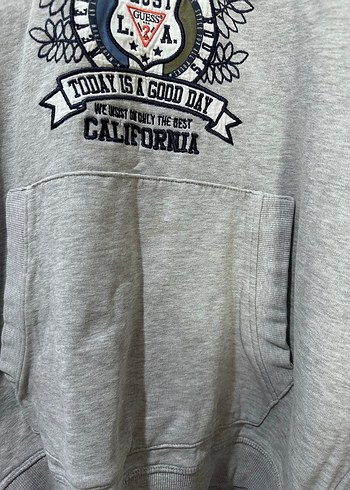 GUESS
?
L.A.
TODAY IS A GOOD DAY
WE INSIST ON ONLY THE BEST
CALIFORNIA